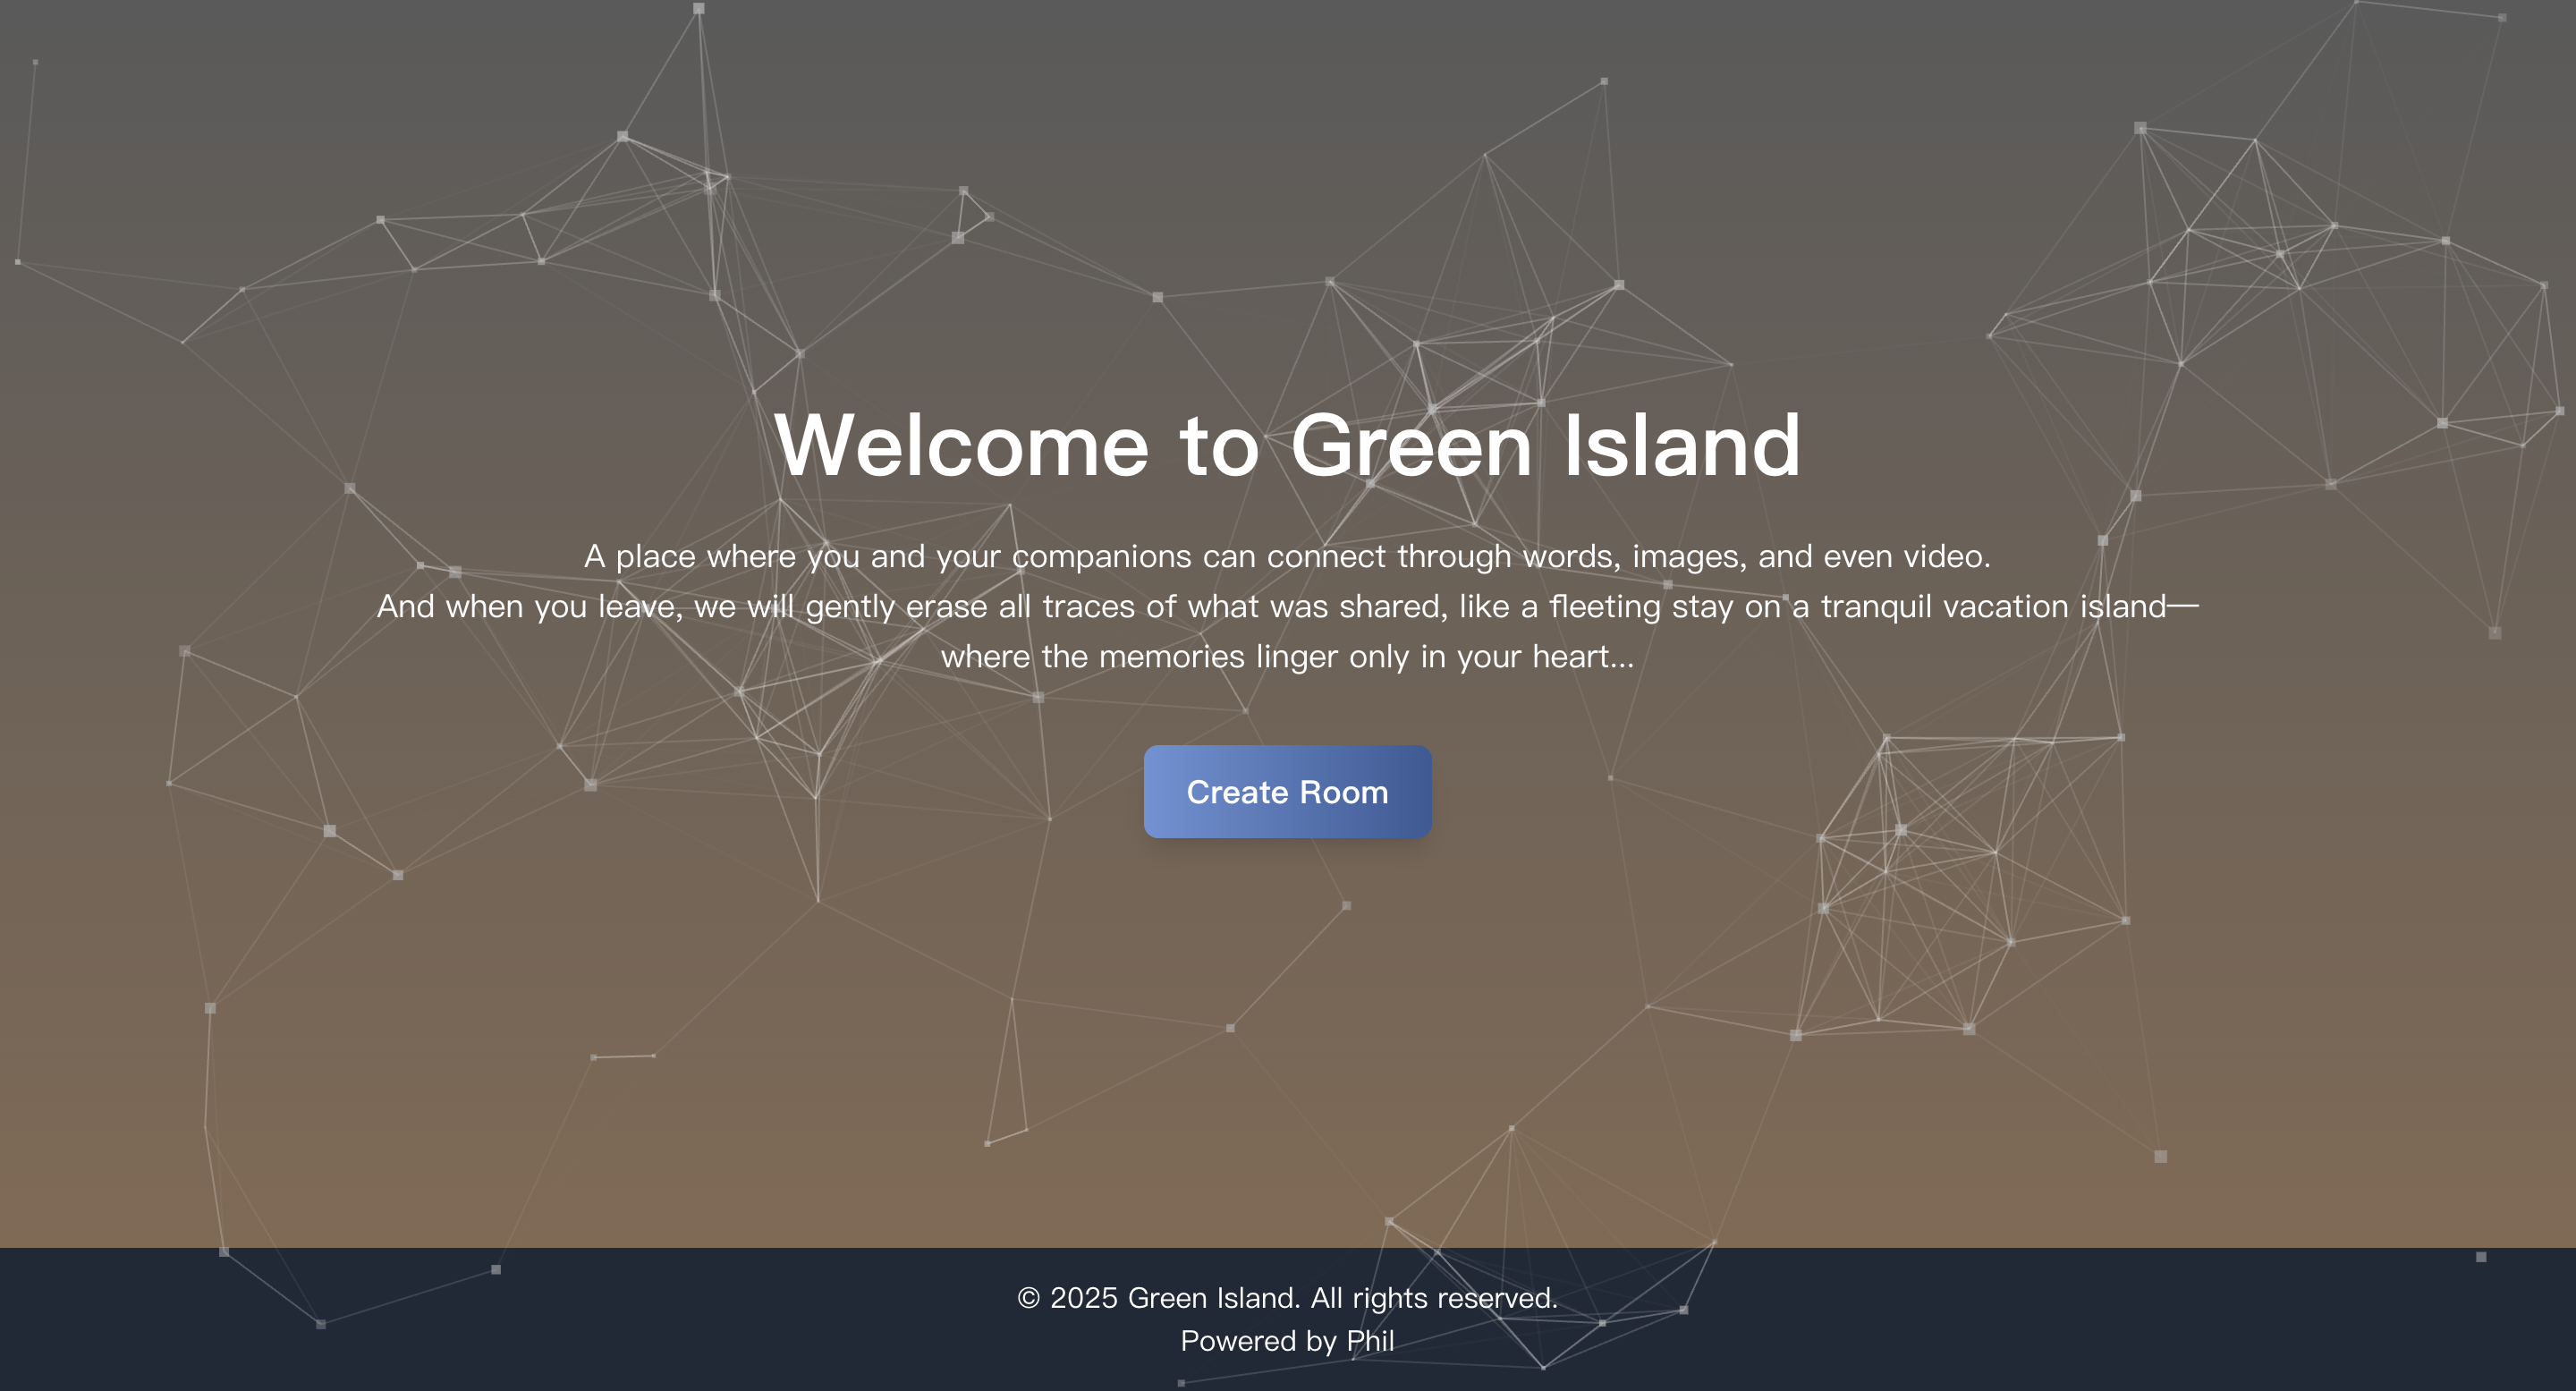 Welcome to Green Island
A place where you and your companions can connect through words, images, and even video.
And when you leave, we will gently erase all traces of what was shared, like a fleeting stay on a tranquil vacation island—
where the memories linger only in your heart...
Create Room
© 2025 Green Island. All rights reserved.
Powered by Phil